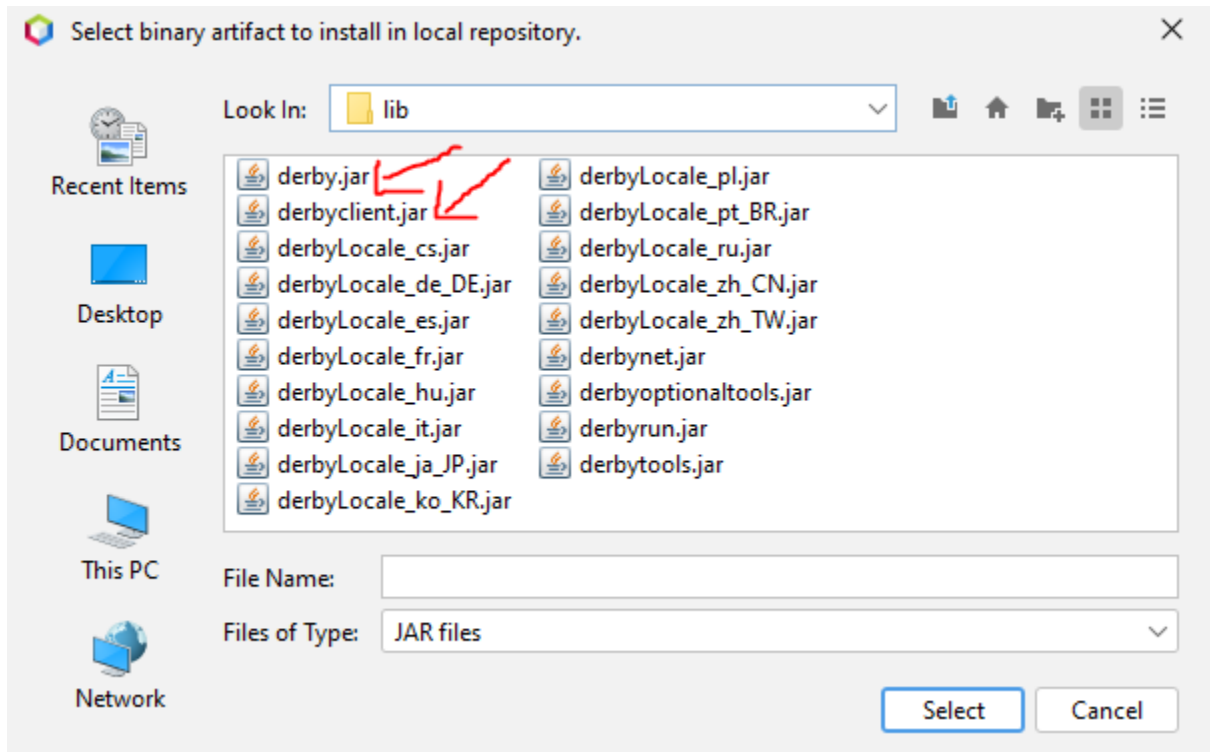 Select binary artifact to install in local repository.
Look In: lib
Recent Items
Desktop
Documents
This PC
Network
derby.jar
derbyclient.jar
derbyLocale_cs.jar
derbyLocale_de_DE.jar
derbyLocale_es.jar
derbyLocale_fr.jar
derbyLocale_hu.jar
derbyLocale_it.jar
derbyLocale_ja_JP.jar
derbyLocale_ko_KR.jar
derbyLocale_pl.jar
derbyLocale_pt_BR.jar
derbyLocale_ru.jar
derbyLocale_zh_CN.jar
derbyLocale_zh_TW.jar
derbynet.jar
derbyoptionaltools.jar
derbyrun.jar
derbytools.jar
File Name:
Files of Type: JAR files
Select Cancel